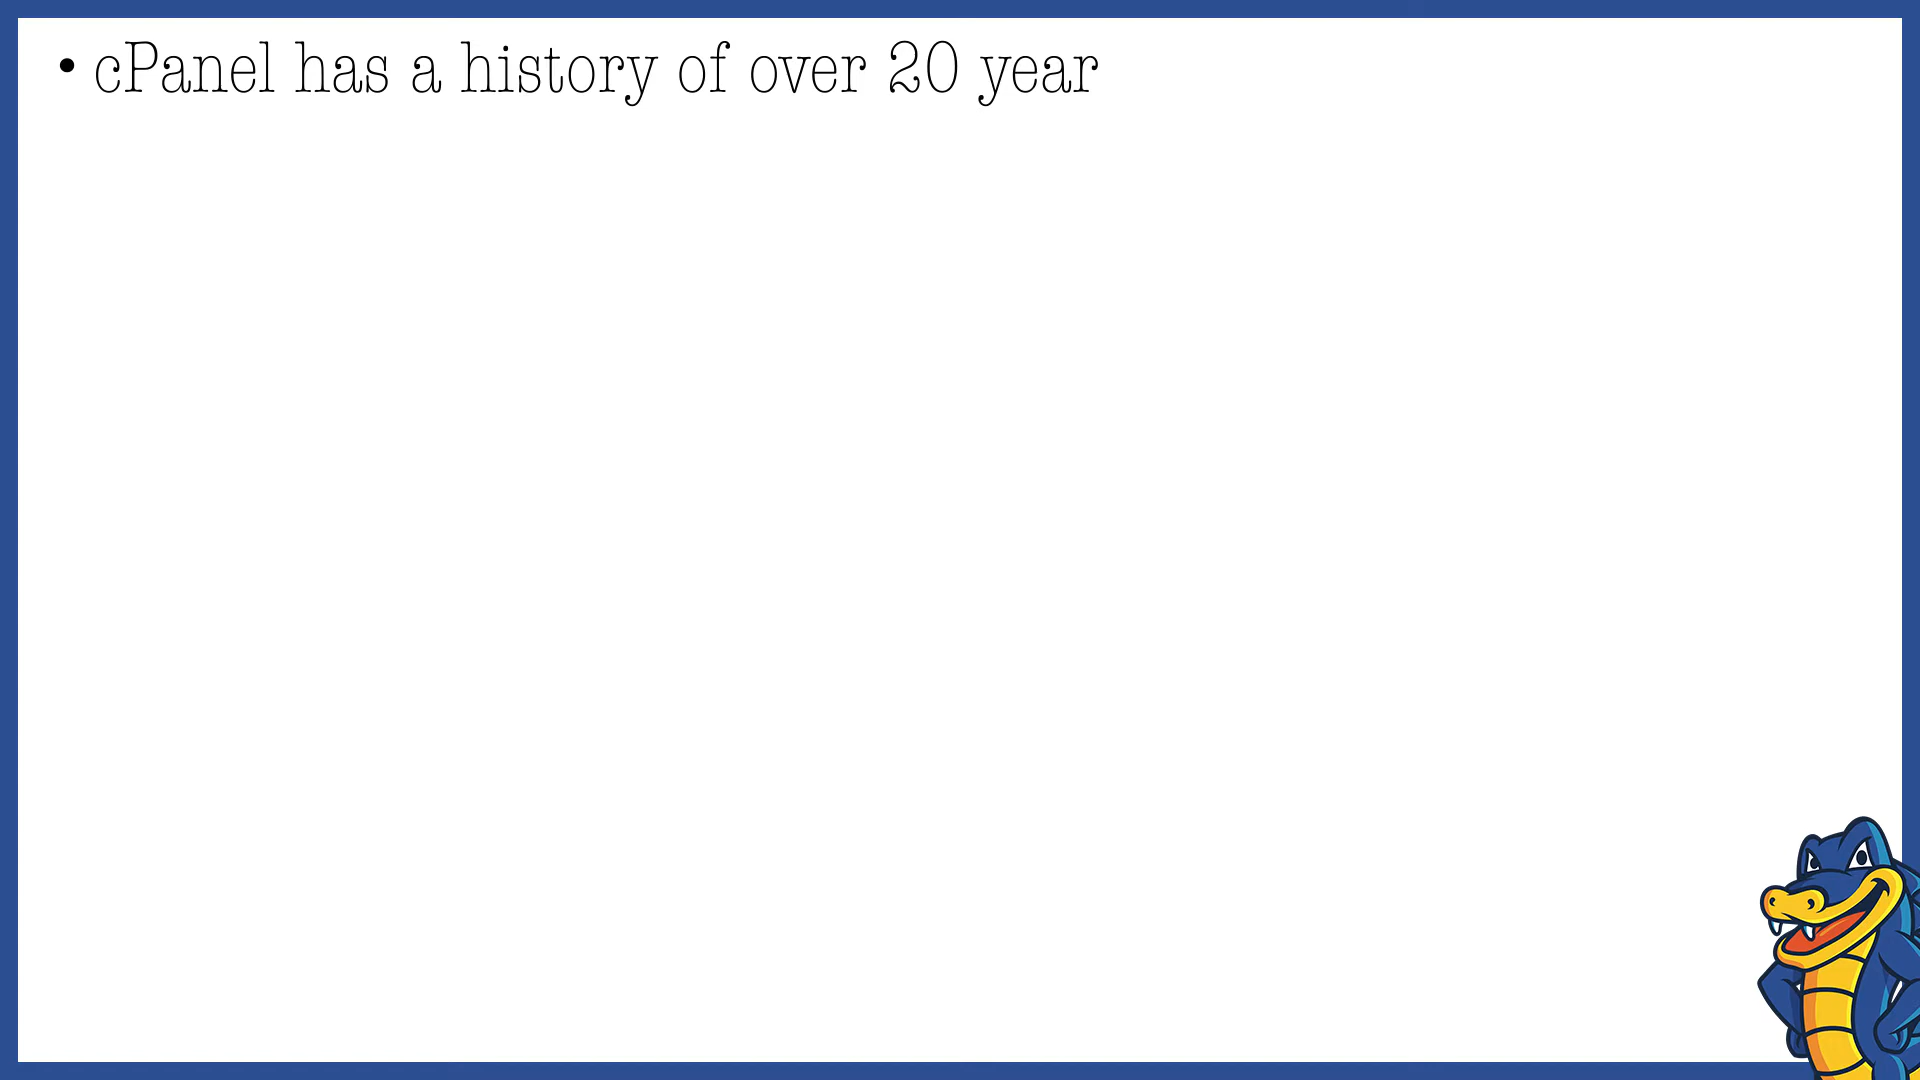 • cPanel has a history of over 20 year